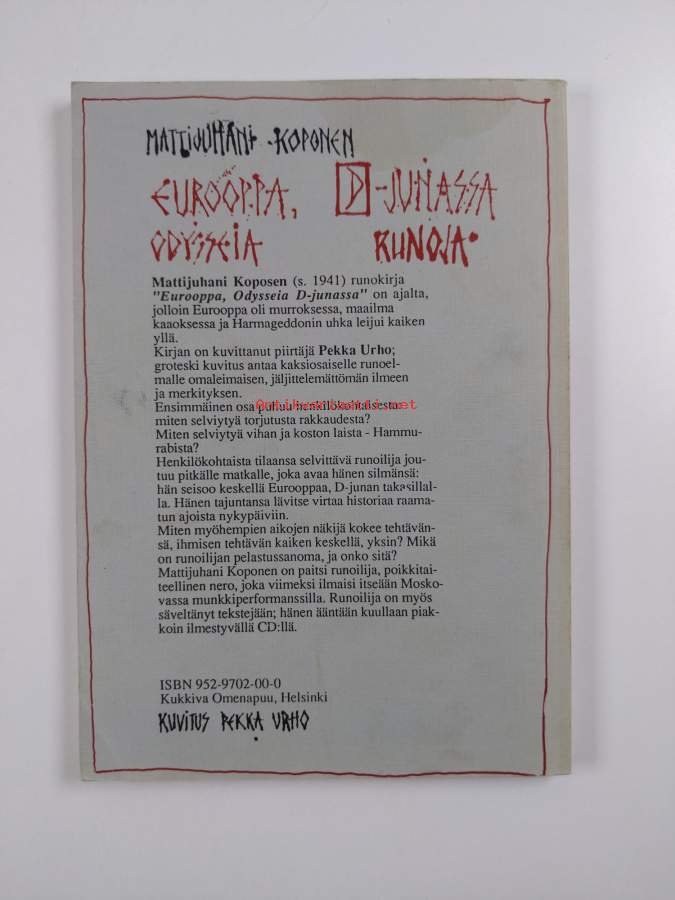 MATTIJUHANI KOPONEN
EUROOPPA, D-JUNASSA
ODYSSEIA RUNOJA
Mattijuhani Koposen (s. 1941) runokirja
"Eurooppa, Odysseia D-junassa" on ajalta,
jolloin Eurooppa oli murroksessa, maailma
kaaoksessa ja Harmageddonin uhka leijui kaiken
yllä.
Kirjan on kuvittanut piirtäjä Pekka Urho;
groteski kuvitus antaa kaksiosaiselle runoel-
malle omaleimaisen, jäljittelemättömän ilmeen
ja merkityksen.
Antikvariaatti.net
Ensimmäinen osa puhuu henkilökohtaisesta:
miten selviytyä torjutusta rakkaudesta?
Miten selviytyä vihan ja koston laista - Hammu-
rabista?
Henkilökohtaista tilaansa selvittävä runoilija jou-
tuu pitkälle matkalle, joka avaa hänen silmänsä:
hän seisoo keskellä Eurooppaa, D-junan takasillal-
la. Hänen tajuntansa lävitse virtaa historiaa raama-
tun ajoista nykypäiviin.
Miten myöhempien aikojen näkijä kokee tehtävän-
sä, ihmisen tehtävän kaiken keskellä, yksin? Mikä
on runoilijan pelastussanoma, ja onko sitä?
Mattijuhani Koponen on paitsi runoilija, poikkitai-
teellinen nero, joka viimeksi ilmaisi itseään Mosko-
vassa munkkiperformanssilla. Runoilija on myös
säveltänyt tekstejään; hänen ääntään kuullaan piak-
koin ilmestyvällä CD:llä.
ISBN 952-9702-00-0
Kukkiva Omenapuu, Helsinki
KUVITUS PEKKA URHO